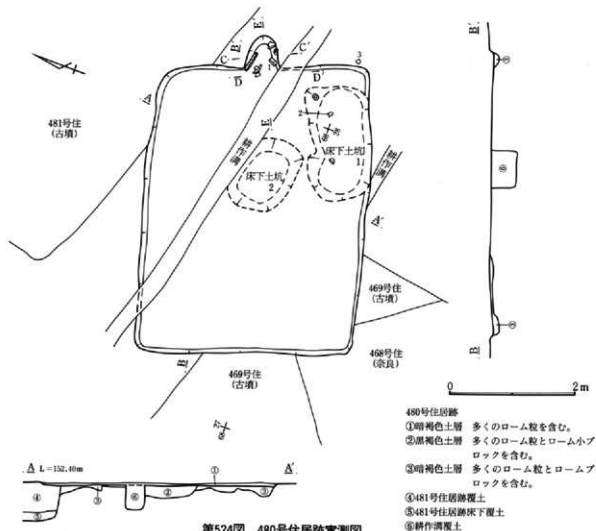 481号住
(古墳)
床下土坑
1
床下土坑
2
耕作溝
耕作溝
469号住
(古墳)
468号住
(奈良)
469号住
(古墳)
0 2m
480号住居跡
①暗褐色土層 多くのローム粒を含む。
②黒褐色土層 多くのローム粒とローム小ブ
ロックを含む。
③暗褐色土層 多くのローム粒とロームブ
ロックを含む。
④481号住居跡覆土
⑤481号住居跡床下覆土
⑥耕作溝覆土
A L=152.40m A'
第524図 480号住居跡実測図